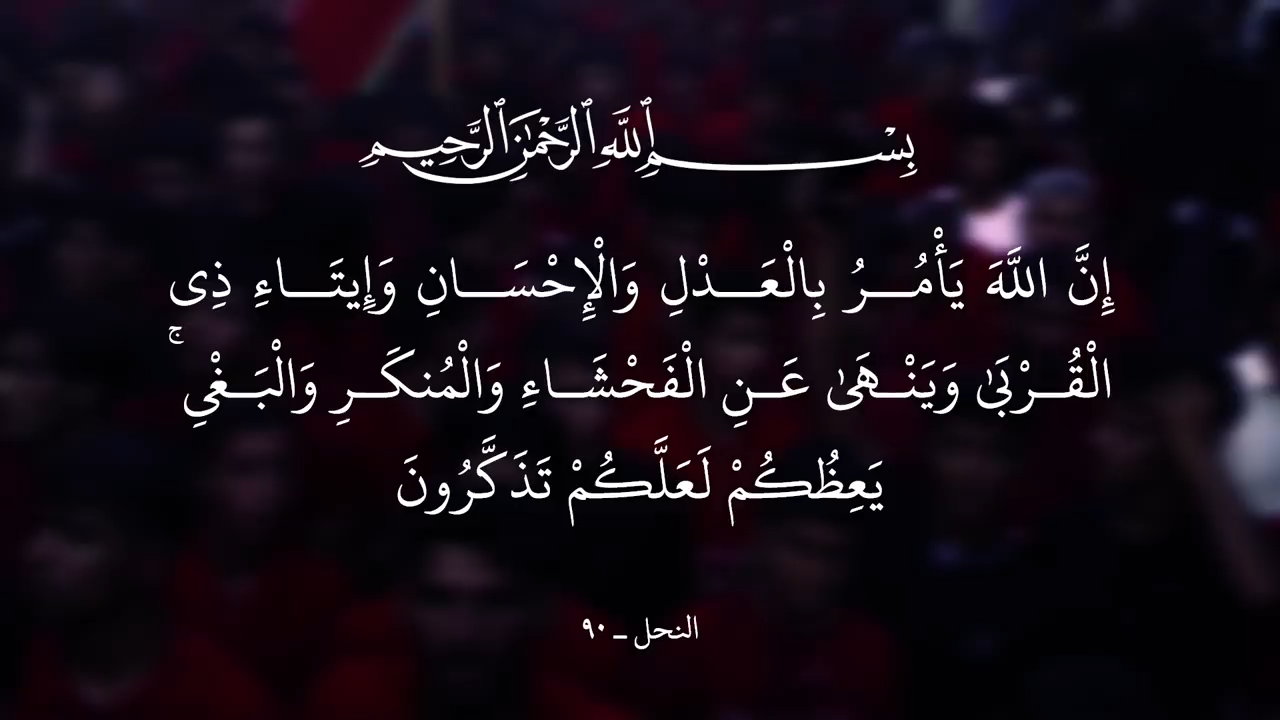 بِسْمِ ٱللَّهِ ٱلرَّحْمَٰنِ ٱلرَّحِيمِ
إِنَّ اللَّهَ يَأْمُرُ بِالْعَدْلِ وَالْإِحْسَانِ وَإِيتَاءِ ذِى
الْقُرْبَىٰ وَيَنْهَىٰ عَنِ الْفَحْشَاءِ وَالْمُنكَرِ وَالْبَغْيِ ۚ
يَعِظُكُمْ لَعَلَّكُمْ تَذَكَّرُونَ
النحل ـ ٩٠